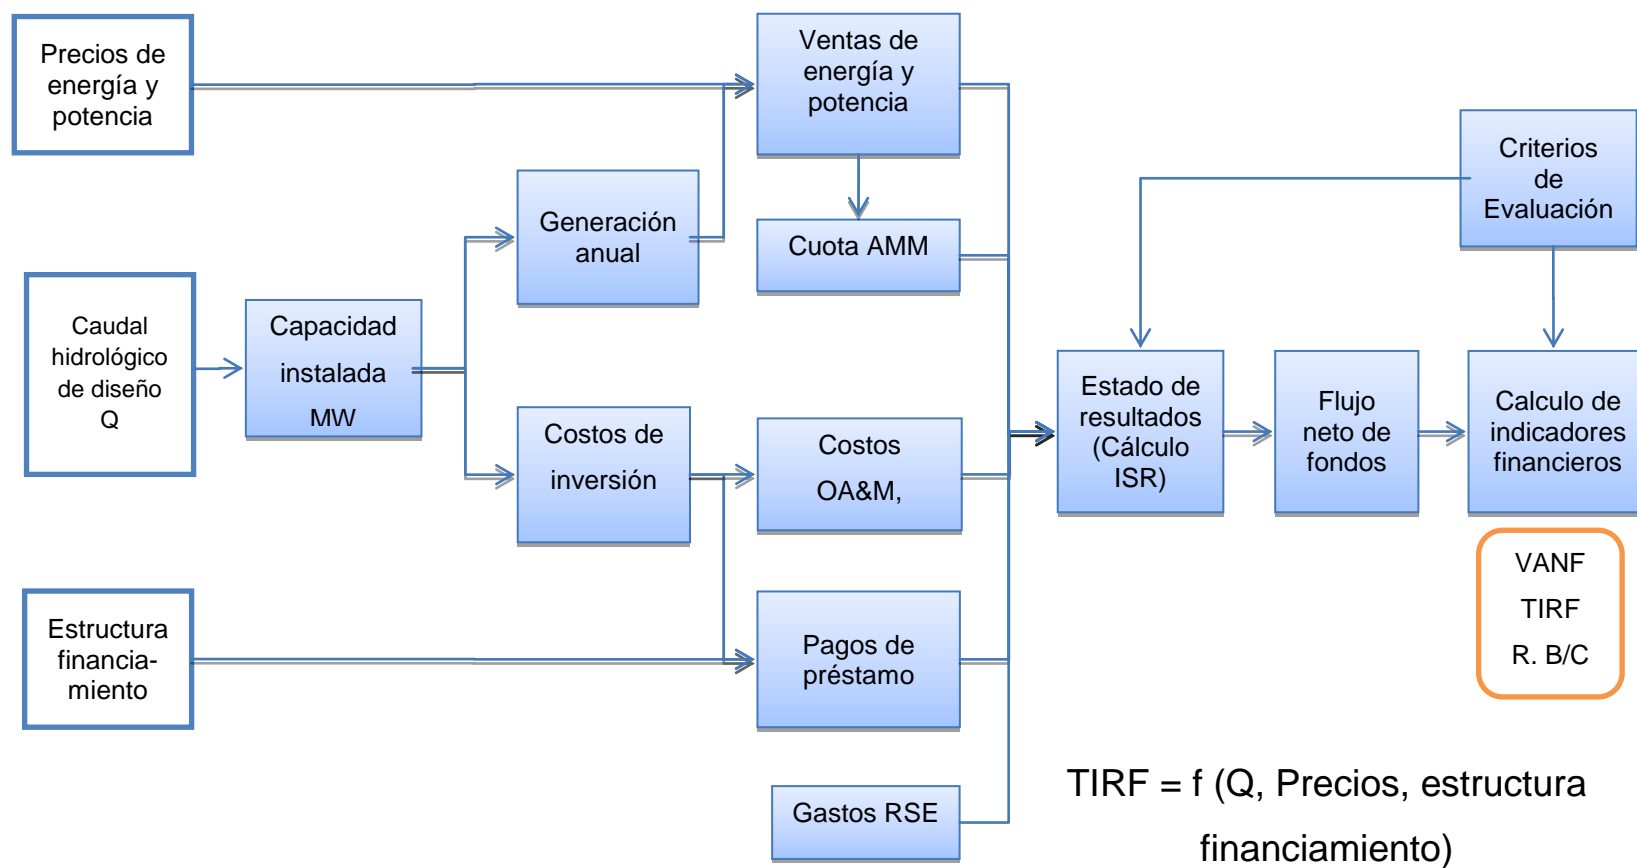 Precios de
energía y
potencia
Ventas de
energía y
potencia
Criterios
de
Evaluación
Generación
anual
Cuota AMM
Caudal
hidrológico
de diseño
Q
Capacidad
instalada
MW
Costos de
inversión
Costos
OA&M,
Estado de
resultados
(Cálculo
ISR)
Flujo
neto de
fondos
Calculo de
indicadores
financieros
VANF
TIRF
R. B/C
Estructura
financia-
miento
Pagos de
préstamo
Gastos RSE
TIRF = f (Q, Precios, estructura
financiamiento)